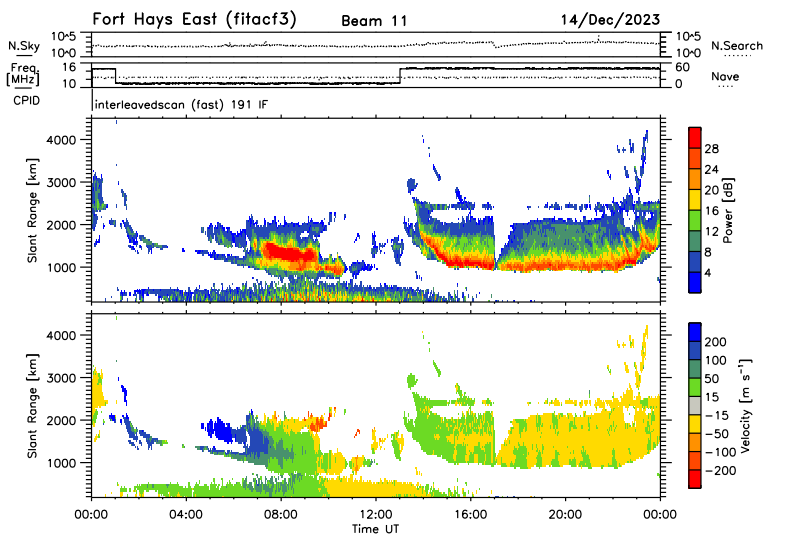 Fort Hays East (fitacf3) Beam 11 14/Dec/2023
N.Sky 10^5 10^0 10^5 10^0 N.Search
Freq. [MHz] 16 10 60 0 Nave
CPID interleavedscan (fast) 191 IF
Slant Range [km] 4000 3000 2000 1000
28 24 20 16 12 8 4 Power [dB]
Slant Range [km] 4000 3000 2000 1000
200 100 50 15 -15 -50 -100 -200 Velocity [m s⁻¹]
00:00 04:00 08:00 12:00 16:00 20:00 00:00
Time UT